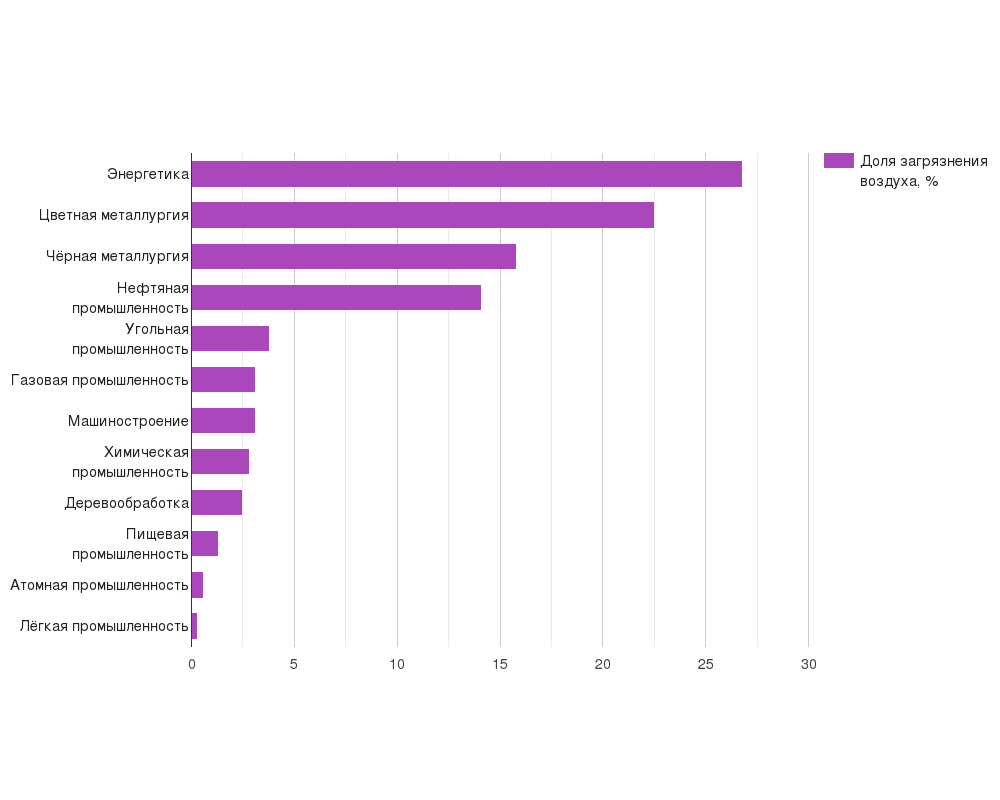 Доля загрязнения
воздуха, %
Энергетика
Цветная металлургия
Чёрная металлургия
Нефтяная
промышленность
Угольная
промышленность
Газовая промышленность
Машиностроение
Химическая
промышленность
Деревообработка
Пищевая
промышленность
Атомная промышленность
Лёгкая промышленность
0 5 10 15 20 25 30